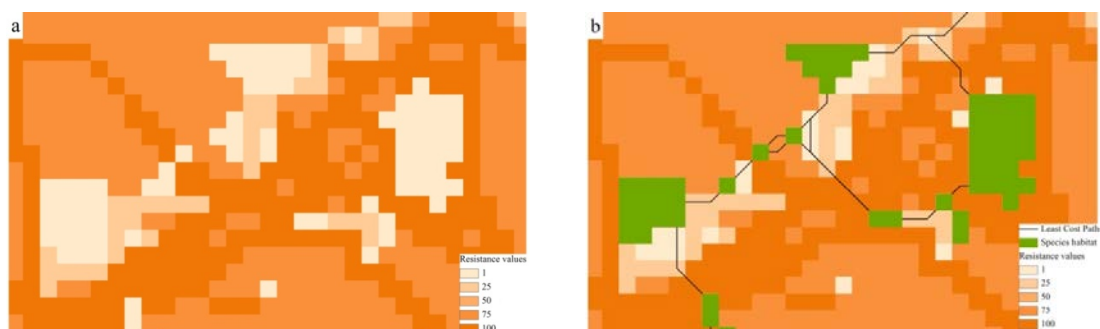 a
Resistance values
1
25
50
75
100
b
Least Cost Path
Species habitat
Resistance values
1
25
50
75
100